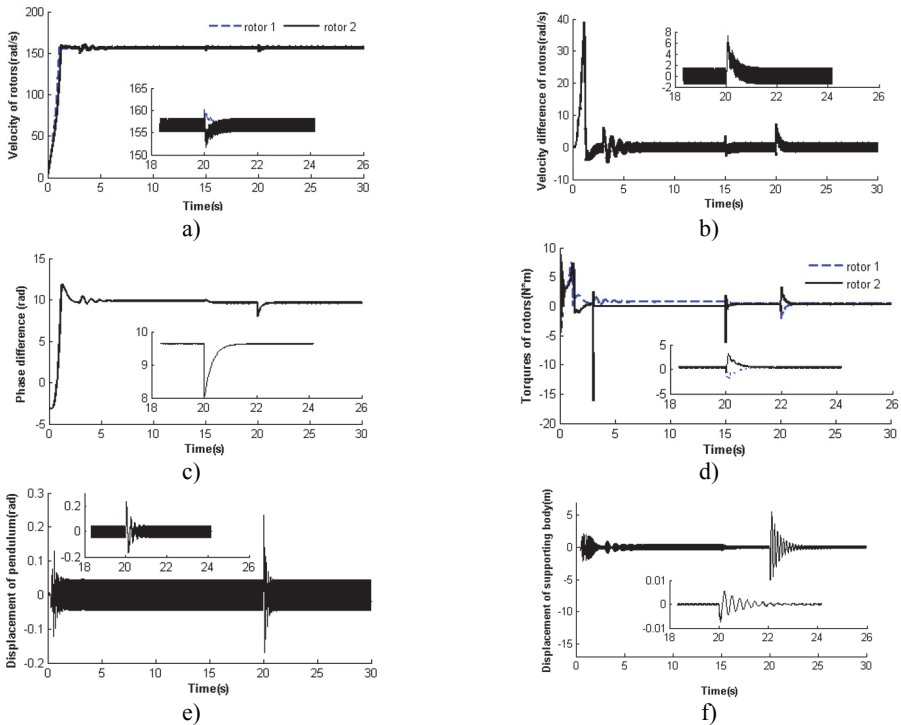 rotor 1 rotor 2
Velocity of rotors(rad/s)
200
150
100
50
0
165
160
155
150
18 20 22 24 26
0 5 10 15 20 25 30
Time(s)
a)
Velocity difference of rotors(rad/s)
40
30
20
10
0
-10
8
6
4
2
0
-2
18 20 22 24 26
0 5 10 15 20 25 30
Time(s)
b)
Phase difference (rad)
15
10
5
0
-5
10
9
8
18 20 22 24 26
0 5 10 15 20 25 30
Time(s)
c)
rotor 1
rotor 2
Torqures of rotors(N*m)
10
5
0
-5
-10
-15
-20
5
0
-5
18 20 22 24 26
0 5 10 15 20 25 30
Time(s)
d)
Displacement of pendulum(rad)
0.3
0.2
0.1
0
-0.1
-0.2
0.2
0
-0.2
18 20 22 24 26
0 5 10 15 20 25 30
Time(s)
e)
Displacement of supporting body(m)
5
0
-5
-10
-15
0.01
0
-0.01
18 20 22 24 26
0 5 10 15 20 25 30
Time(s)
f)